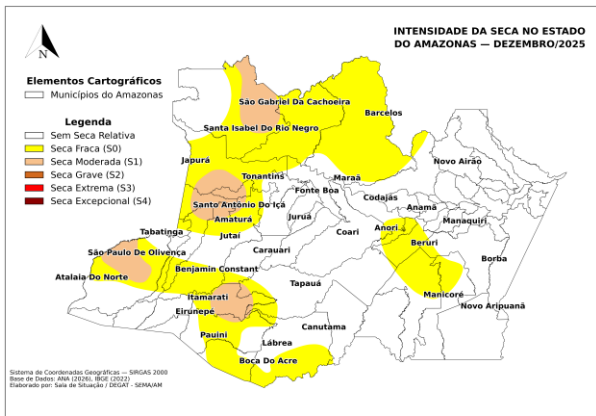 INTENSIDADE DA SECA NO ESTADO
DO AMAZONAS — DEZEMBRO/2025
N
Elementos Cartográficos
Municípios do Amazonas
Legenda
Sem Seca Relativa
Seca Fraca (S0)
Seca Moderada (S1)
Seca Grave (S2)
Seca Extrema (S3)
Seca Excepcional (S4)
São Gabriel Da Cachoeira
Barcelos
Santa Isabel Do Rio Negro
Japurá
Novo Airão
Tonantins
Maraã
Fonte Boa
Codajás
Santo Antônio Do Içá
Anamã
Amaturá
Juruá
Manaquiri
Tabatinga
Jutaí
Coari
Anori
Beruri
São Paulo De Olivença
Carauari
Borba
Atalaia Do Norte
Benjamin Constant
Tapauá
Itamarati
Manicoré
Eirunepé
Novo Aripuanã
Pauini
Canutama
Lábrea
Boca Do Acre
Sistema de Coordenadas Geográficas — SIRGAS 2000
Base de Dados: ANA (2026), IBGE (2022)
Elaborado por: Sala de Situação / DEGAT - SEMA/AM